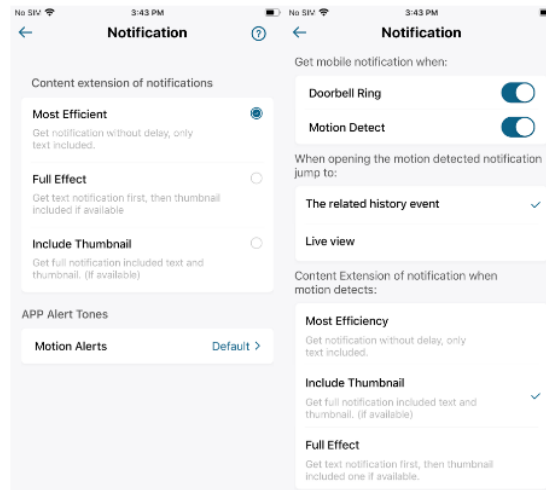 No SIM 3:43 PM
Notification
Content extension of notifications
Most Efficient
Get notification without delay, only
text included.
Full Effect
Get text notification first, then thumbnail
included if available
Include Thumbnail
Get full notification included text and
thumbnail. (If available)
APP Alert Tones
Motion Alerts Default
No SIM 3:43 PM
Notification
Get mobile notification when:
Doorbell Ring
Motion Detect
When opening the motion detected notification
jump to:
The related history event
Live view
Content Extension of notification when
motion detects:
Most Efficiency
Get notification without delay, only
text included.
Include Thumbnail
Get full notification included text and
thumbnail. (if available)
Full Effect
Get text notification first, then thumbnail
included one if available.